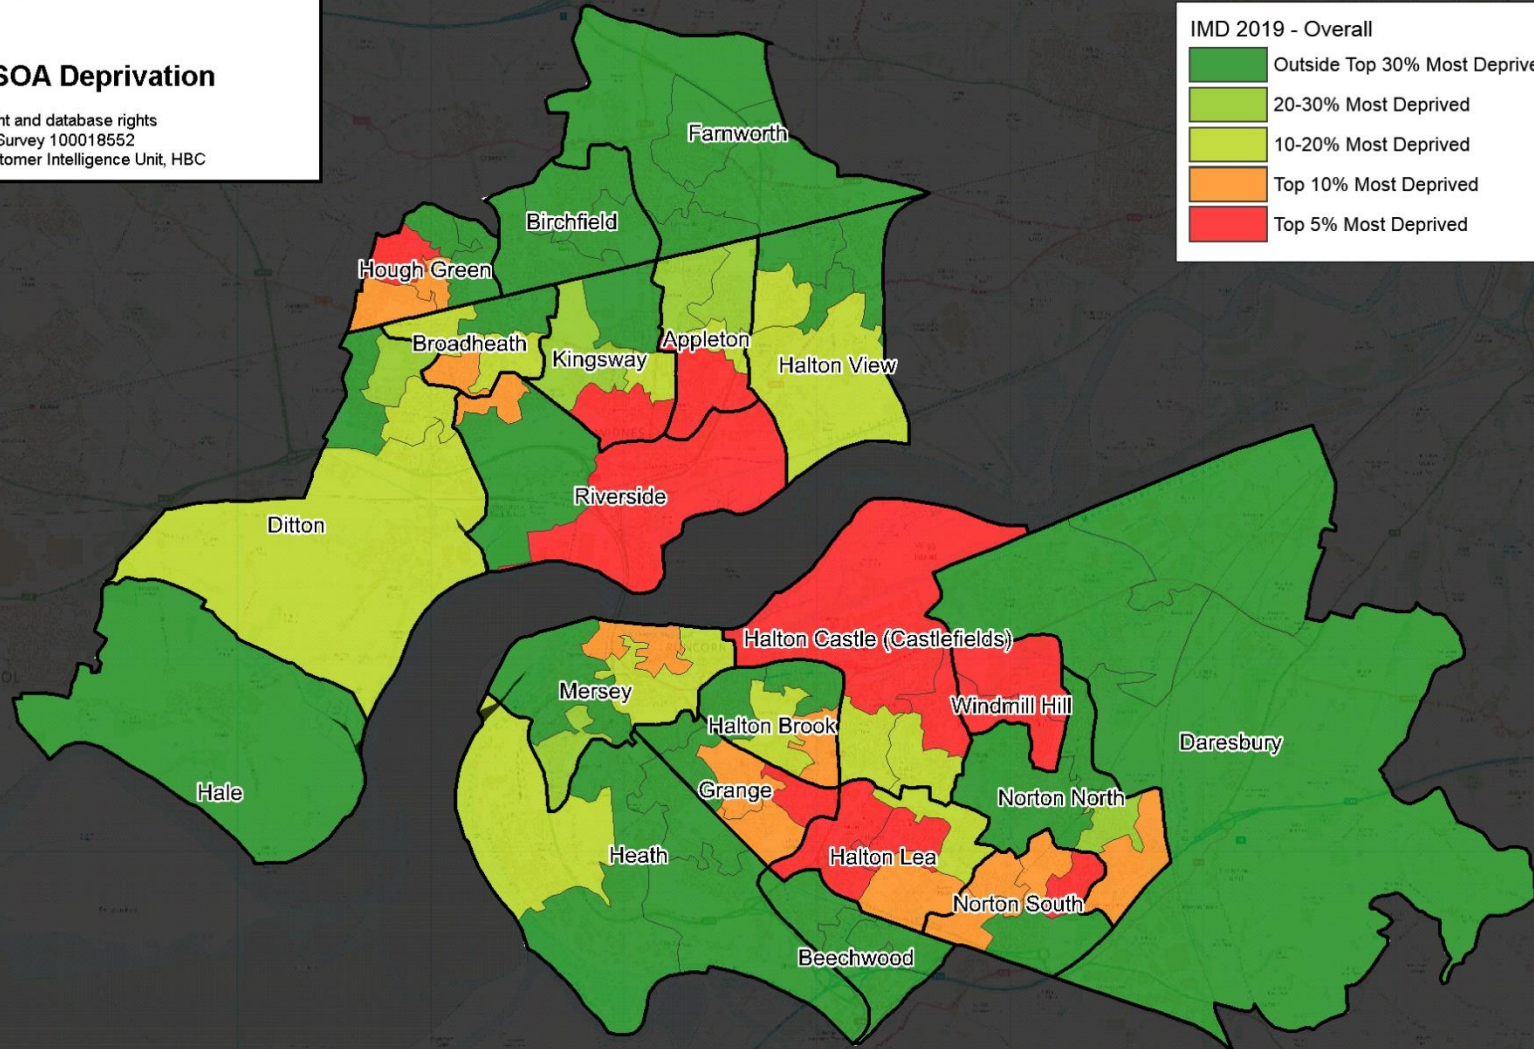 SOA Deprivation
nt and database rights
Survey 100018552
tomer Intelligence Unit, HBC
IMD 2019 - Overall
Outside Top 30% Most Deprive
20-30% Most Deprived
10-20% Most Deprived
Top 10% Most Deprived
Top 5% Most Deprived
Farnworth
Birchfield
Hough Green
Broadheath
Kingsway
Appleton
Halton View
Riverside
Ditton
Halton Castle (Castlefields)
Mersey
Windmill Hill
Halton Brook
Daresbury
Hale
Grange
Norton North
Heath
Halton Lea
Norton South
Beechwood